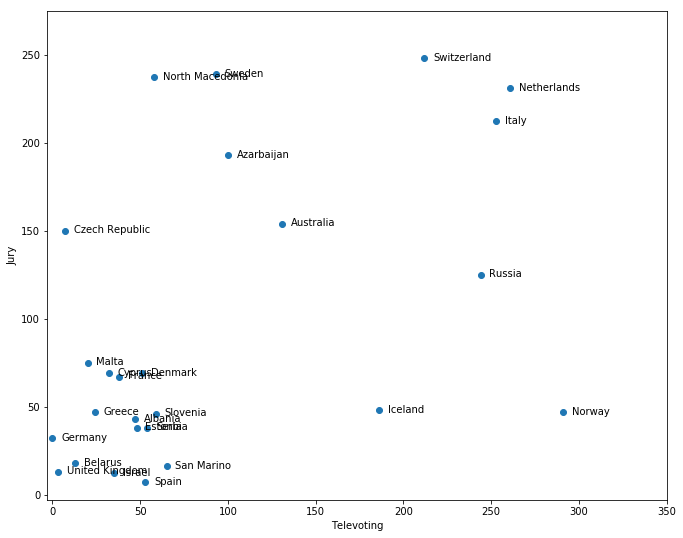 250
200
150
100
50
0
Jury
Switzerland
Sweden
North Macedonia
Netherlands
Italy
Azarbaijan
Australia
Czech Republic
Russia
Malta
Cyprus
Denmark
France
Greece
Slovenia
Albania
Iceland
Norway
Estonia
Serbia
Germany
Belarus
San Marino
United Kingdom
Israel
Spain
0 50 100 150 200 250 300 350
Televoting